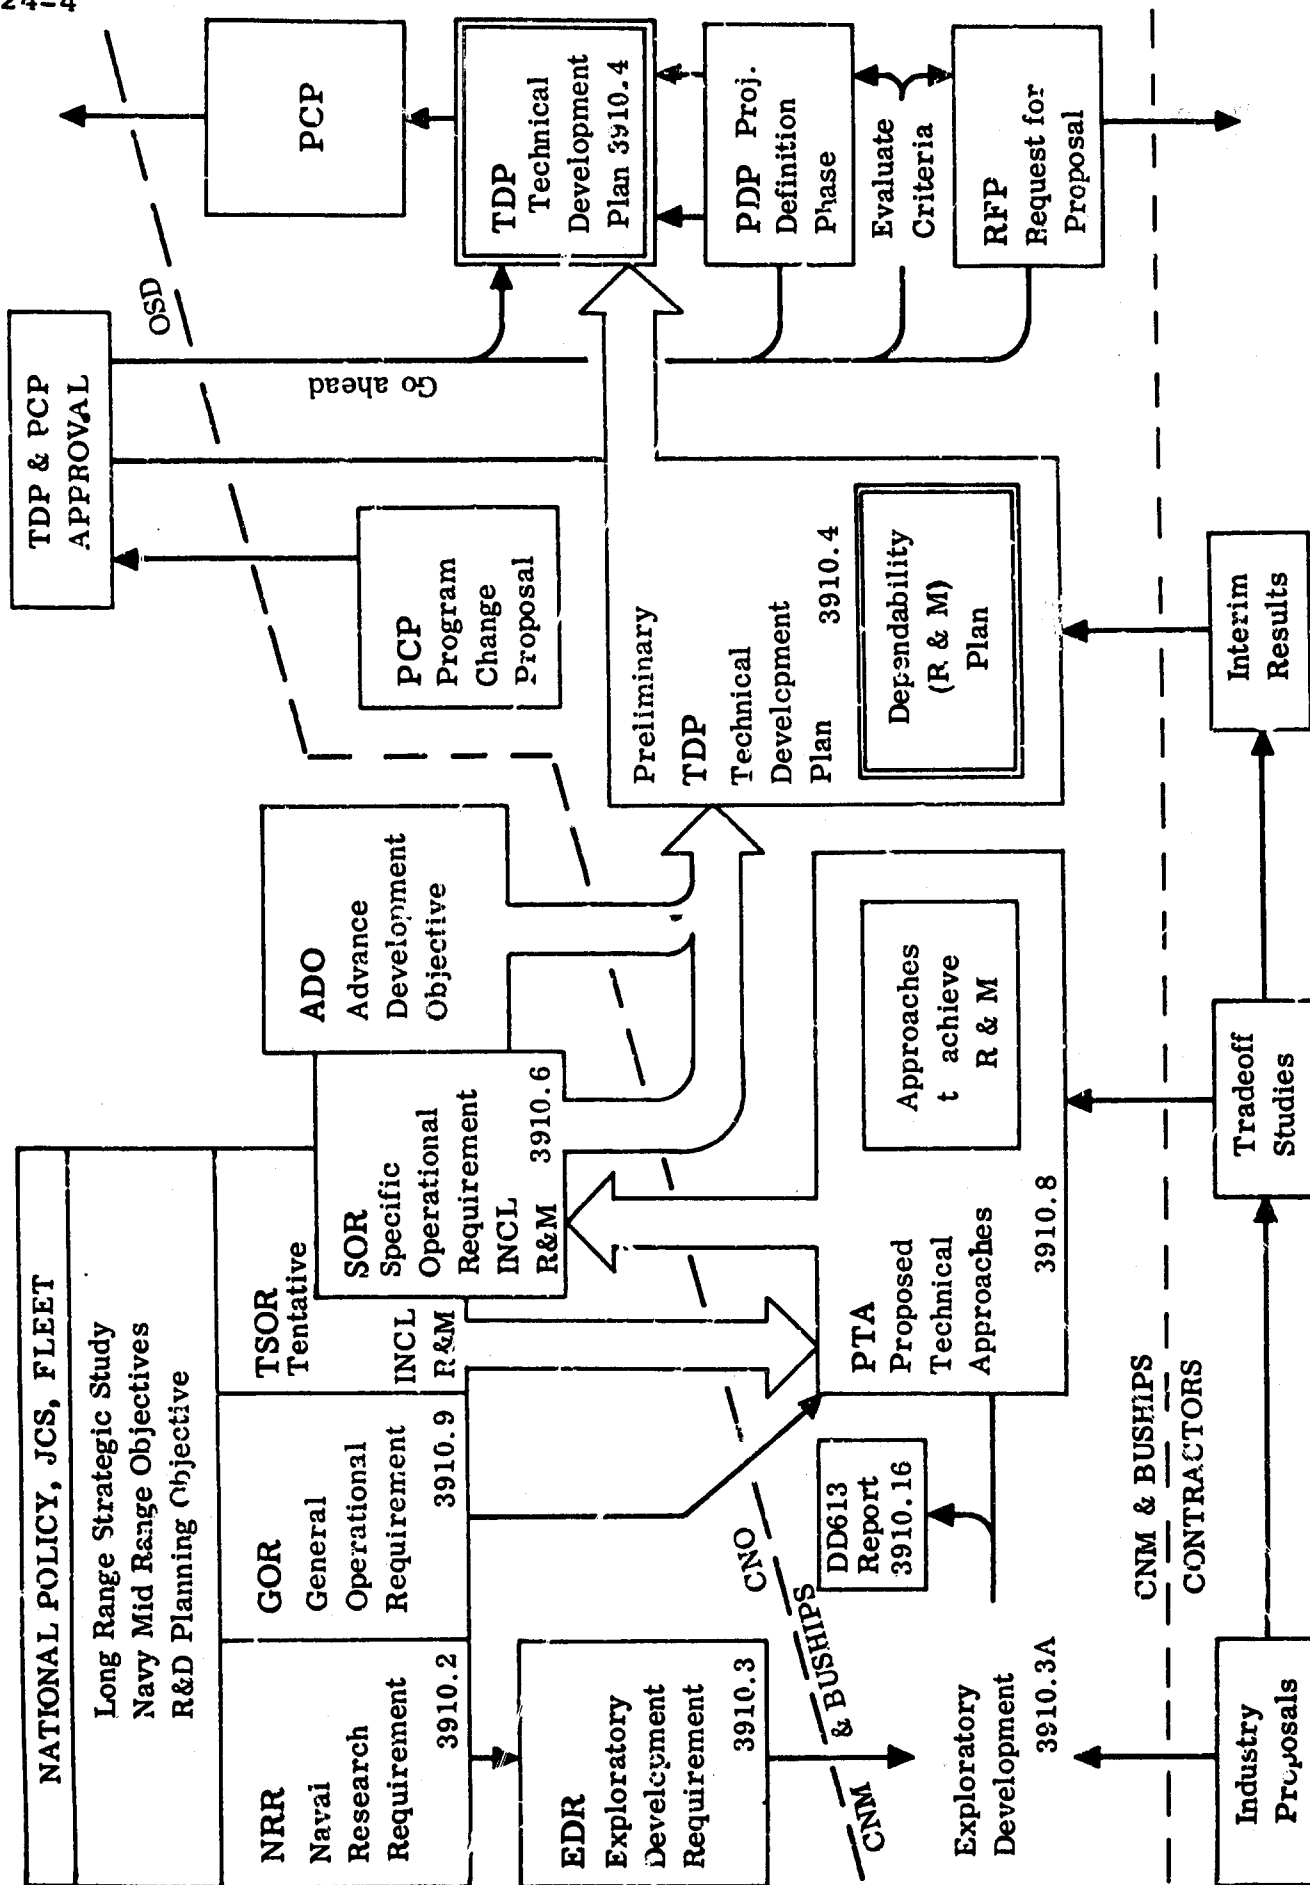 24-4
NATIONAL POLICY, JCS, FLEET
Long Range Strategic Study
Navy Mid Range Objectives
R&D Planning Objective
NRR
Naval
Research
Requirement
3910.2
GOR
General
Operational
Requirement
3910.9
TSOR
Tentative
INCL
R&M
SOR
Specific
Operational
Requirement
INCL
R&M
3910.6
ADO
Advance
Development
Objective
TDP & PCP
APPROVAL
OSD
Go ahead
PCP
PCP
Program
Change
Proposal
TDP
Technical
Development
Plan 3910.4
PDP Proj.
Definition
Phase
Evaluate
Criteria
RFP
Request for
Proposal
EDR
Exploratory
Development
Requirement
3910.3
CNO
CNM & BUSHIPS
Exploratory
Development
3910.3A
DD613
Report
3910.16
PTA
Proposed
Technical
Approaches
3910.8
Approaches
t achieve
R & M
Preliminary
TDP
Technical
Development
Plan
3910.4
Dependability
(R & M)
Plan
CNM & BUSHIPS
CONTRACTORS
Industry
Proposals
Tradeoff
Studies
Interim
Results